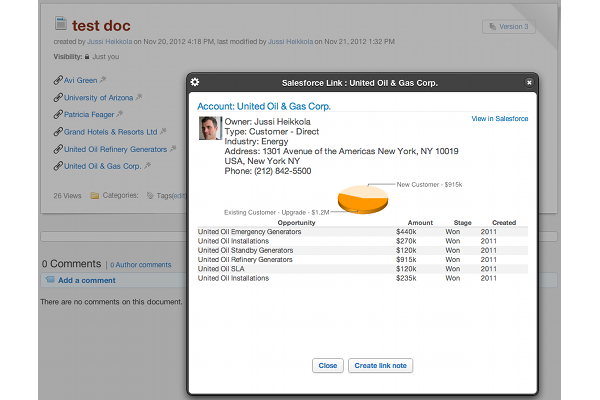 test doc
Version 3
created by Jussi Heikkola on Nov 20, 2012 4:18 PM, last modified by Jussi Heikkola on Nov 21, 2012 1:32 PM
Visibility: Just you
Avi Green
University of Arizona
Patricia Feager
Grand Hotels & Resorts Ltd
United Oil Refinery Generators
United Oil & Gas Corp.
26 Views Categories: Tags(edit)
0 Comments | 0 Author comments
Add a comment
There are no comments on this document.
Salesforce Link : United Oil & Gas Corp.
Account: United Oil & Gas Corp.
View in Salesforce
Owner: Jussi Heikkola
Type: Customer - Direct
Industry: Energy
Address: 1301 Avenue of the Americas New York, NY 10019
USA, New York NY
Phone: (212) 842-5500
New Customer - $915k
Existing Customer - Upgrade - $1.2M
Opportunity Amount Stage Created
United Oil Emergency Generators $440k Won 2011
United Oil Installations $270k Won 2011
United Oil Standby Generators $120k Won 2011
United Oil Refinery Generators $915k Won 2011
United Oil SLA $120k Won 2011
United Oil Installations $235k Won 2011
Close Create link note